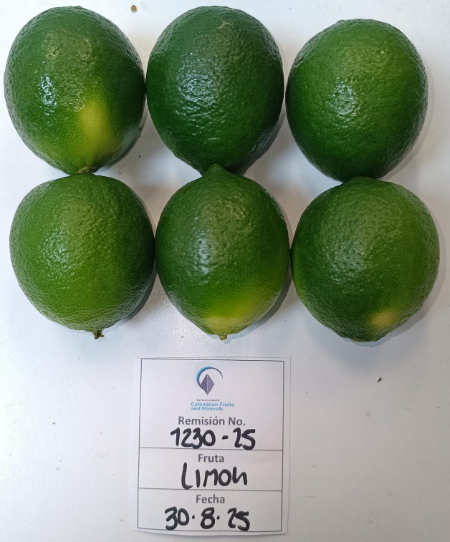 Colombian Fruits
and Minerals
Remisión No.
1230-25
Fruta
LIMON
Fecha
30·8·25